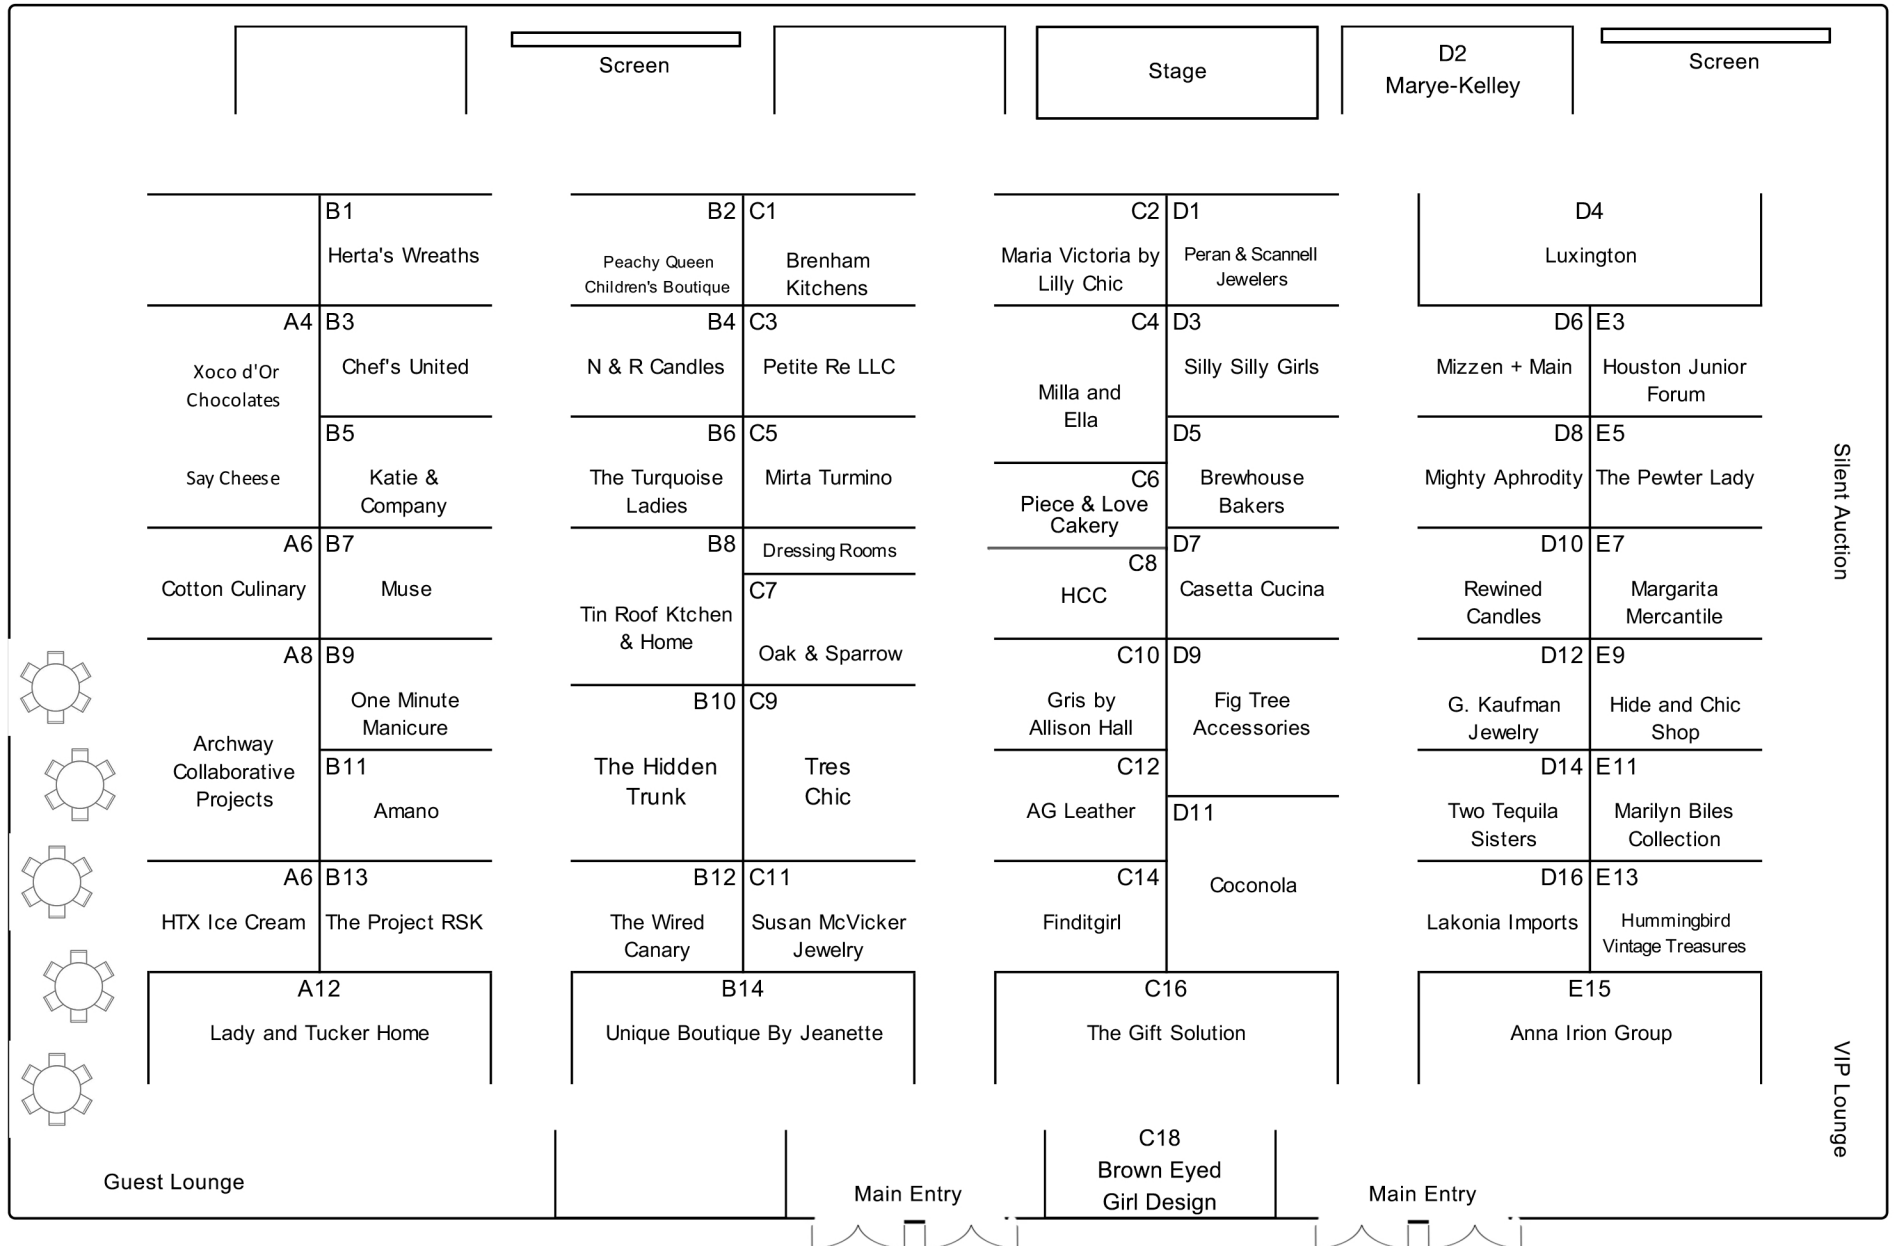 Screen
Stage
D2
Marye-Kelley
Screen
B1
Herta's Wreaths
B2
Peachy Queen
Children's Boutique
C1
Brenham
Kitchens
C2
Maria Victoria by
Lilly Chic
D1
Peran & Scannell
Jewelers
D4
Luxington
A4
Xoco d'Or
Chocolates
Say Cheese
B3
Chef's United
B4
N & R Candles
C3
Petite Re LLC
C4
Milla and
Ella
D3
Silly Silly Girls
D6
Mizzen + Main
E3
Houston Junior
Forum
B5
Katie &
Company
B6
The Turquoise
Ladies
C5
Mirta Turmino
C6
Piece & Love
Cakery
D5
Brewhouse
Bakers
D8
Mighty Aphrodity
E5
The Pewter Lady
Silent Auction
A6
Cotton Culinary
B7
Muse
B8
Tin Roof Ktchen
& Home
Dressing Rooms
C7
Oak & Sparrow
C8
HCC
D7
Casetta Cucina
D10
Rewined
Candles
E7
Margarita
Mercantile
A8
Archway
Collaborative
Projects
B9
One Minute
Manicure
B10
The Hidden
Trunk
C9
Tres
Chic
C10
Gris by
Allison Hall
D9
Fig Tree
Accessories
D12
G. Kaufman
Jewelry
E9
Hide and Chic
Shop
B11
Amano
C12
AG Leather
D11
Coconola
D14
Two Tequila
Sisters
E11
Marilyn Biles
Collection
A6
HTX Ice Cream
B13
The Project RSK
B12
The Wired
Canary
C11
Susan McVicker
Jewelry
C14
Finditgirl
D16
Lakonia Imports
E13
Hummingbird
Vintage Treasures
A12
Lady and Tucker Home
B14
Unique Boutique By Jeanette
C16
The Gift Solution
E15
Anna Irion Group
VIP Lounge
Guest Lounge
Main Entry
C18
Brown Eyed
Girl Design
Main Entry